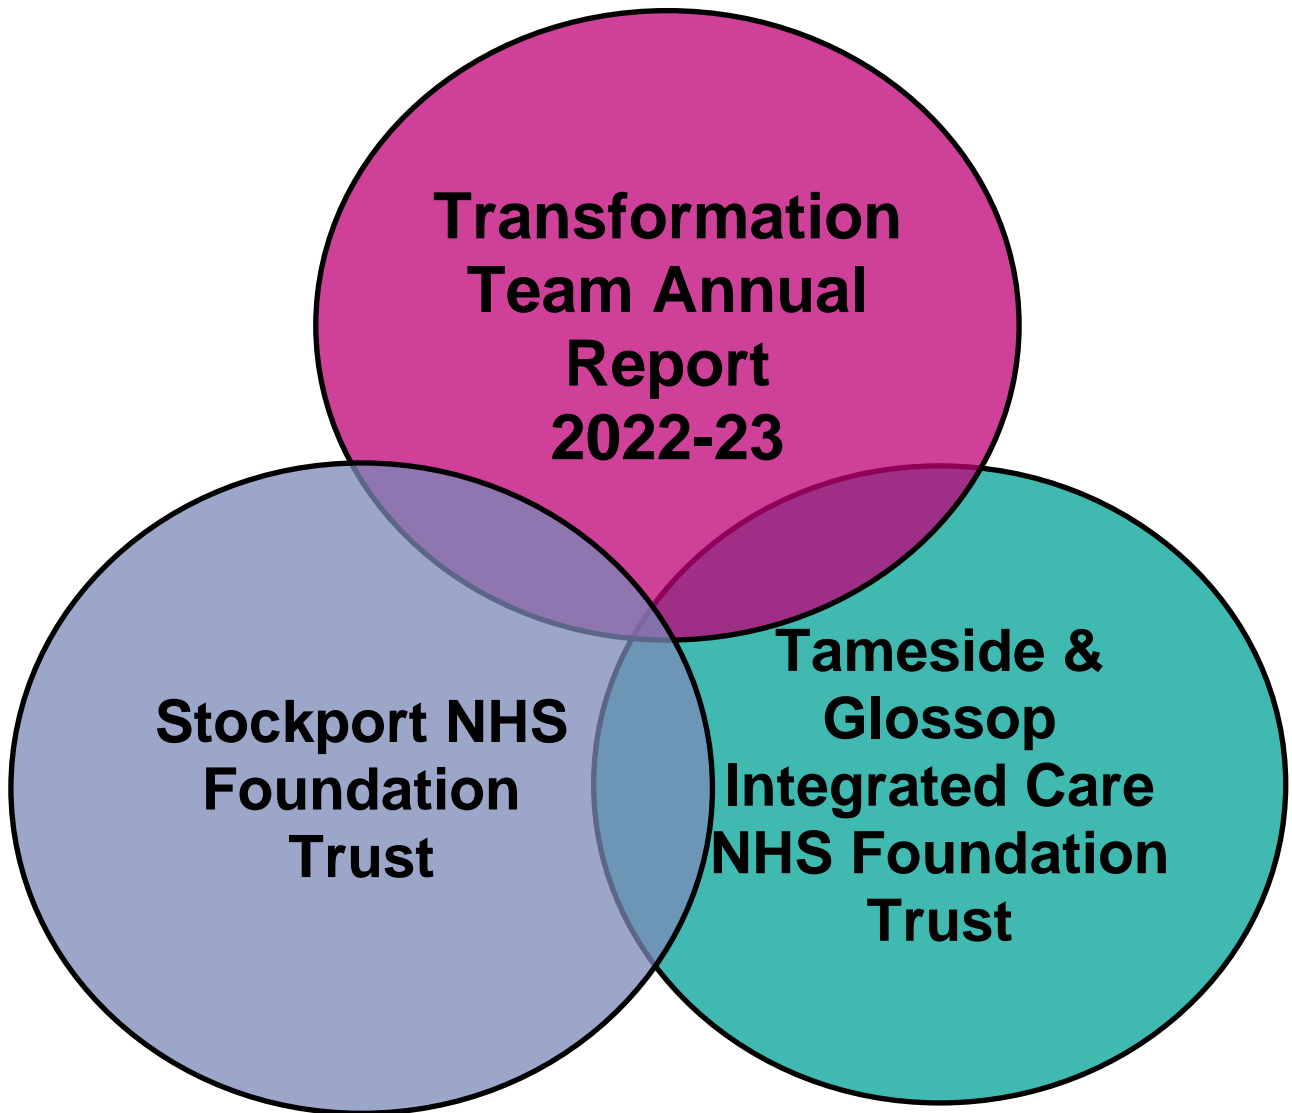 Transformation
Team Annual
Report
2022-23
Stockport NHS
Foundation
Trust
Tameside &
Glossop
Integrated Care
NHS Foundation
Trust